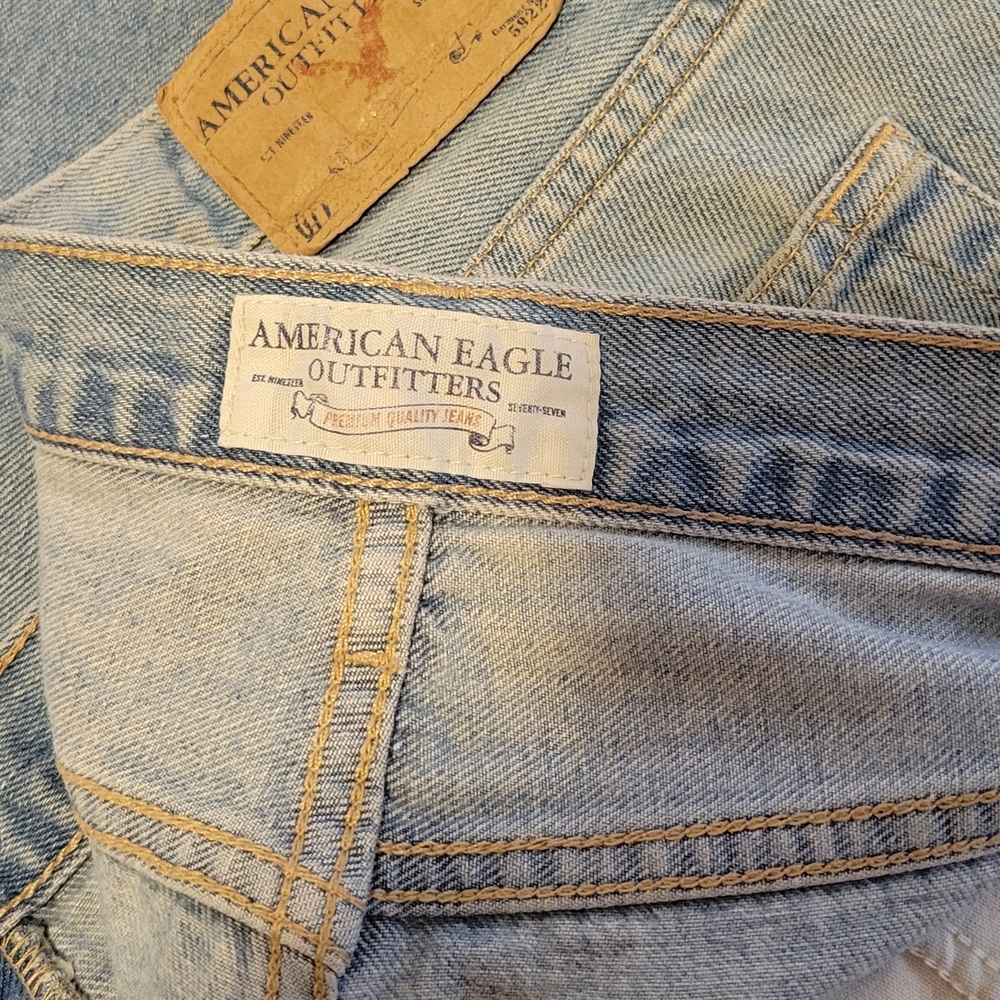 AMERICAN
OUTFITT
EST. NINETEEN
AMERICAN EAGLE
OUTFITTERS
EST. NINETEEN
SEVENTY-SEVEN
PREMIUM QUALITY JEANS